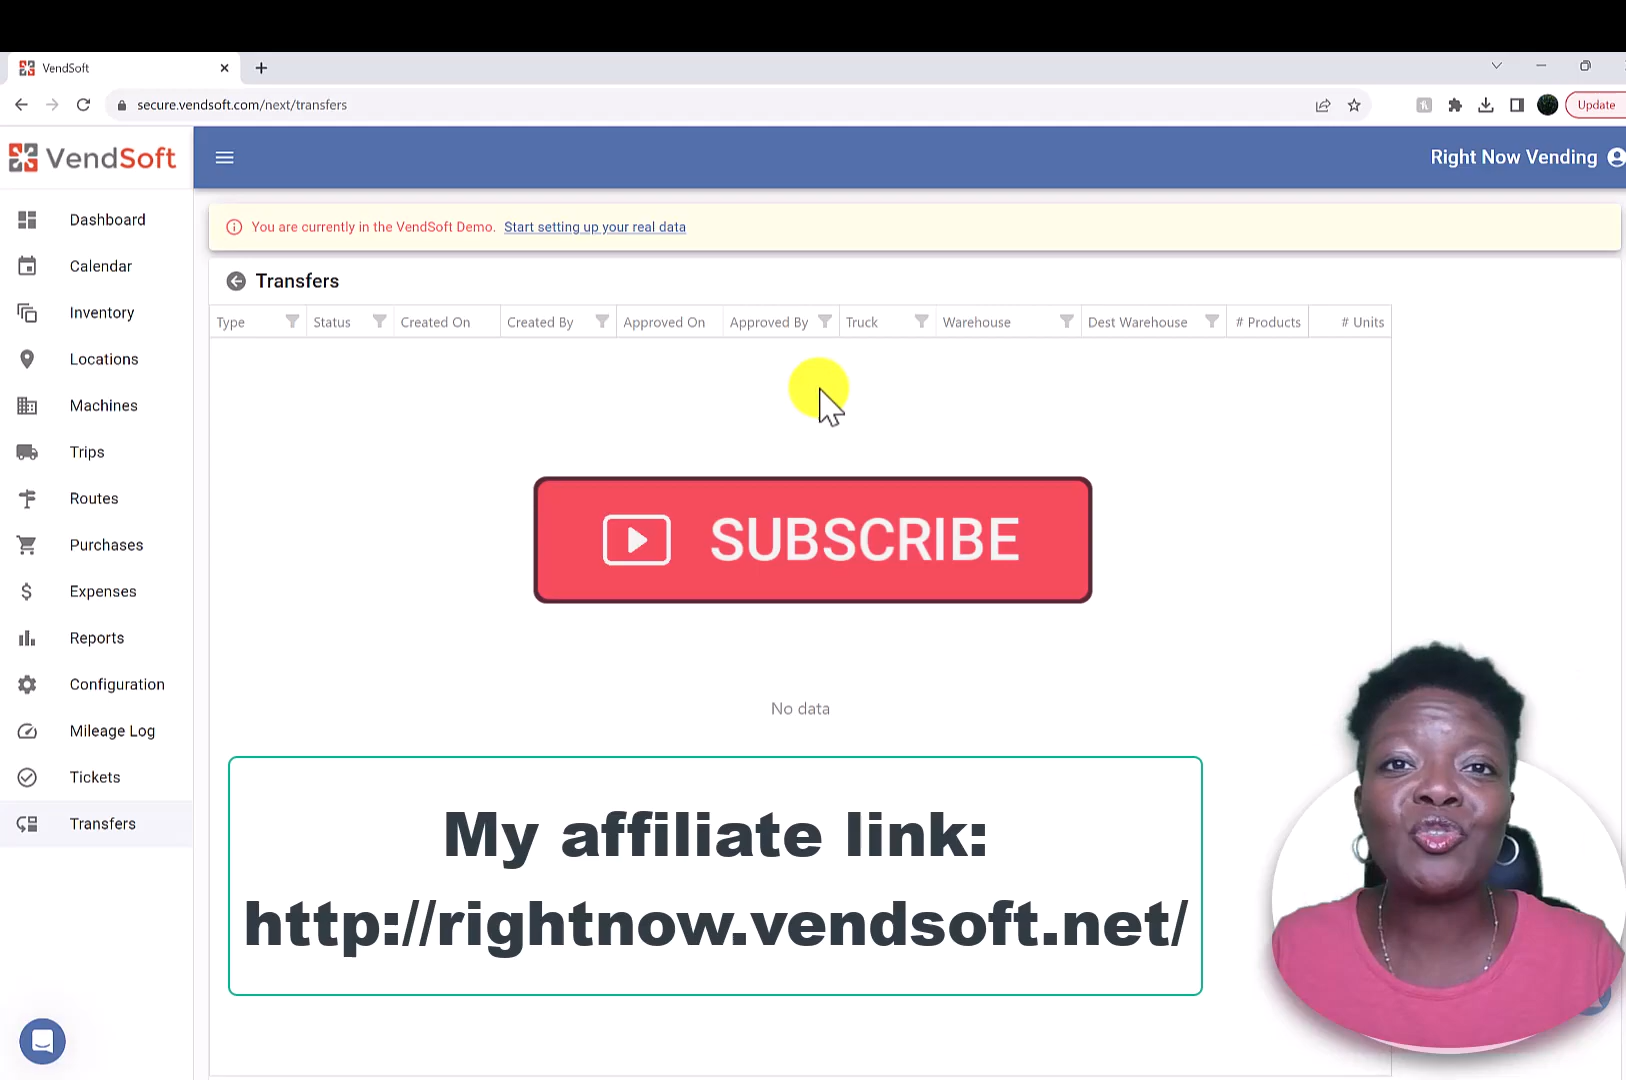 VendSoft
secure.vendsoft.com/next/transfers
Update
VendSoft
Right Now Vending
Dashboard
Calendar
Inventory
Locations
Machines
Trips
Routes
Purchases
Expenses
Reports
Configuration
Mileage Log
Tickets
Transfers
You are currently in the VendSoft Demo. Start setting up your real data
Transfers
Type Status Created On Created By Approved On Approved By Truck Warehouse Dest Warehouse # Products # Units
SUBSCRIBE
No data
My affiliate link:
http://rightnow.vendsoft.net/